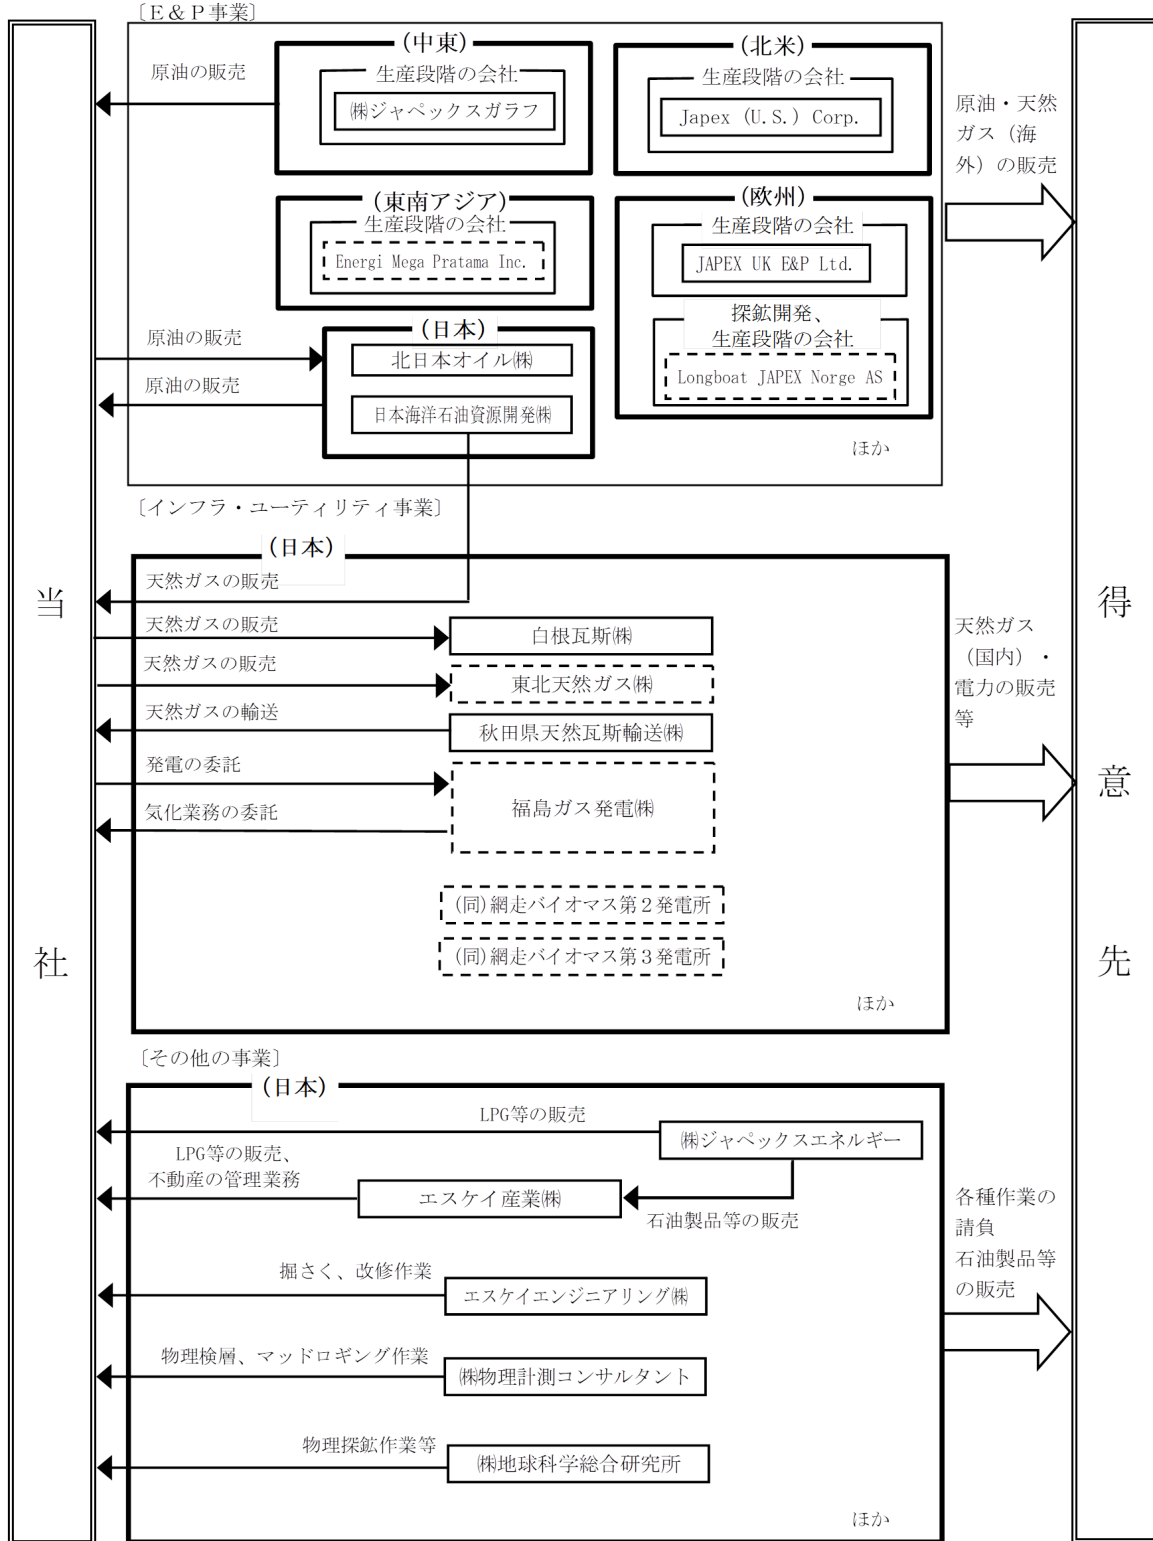 〔Ｅ＆Ｐ事業〕
（中東）
生産段階の会社
㈱ジャペックスガラフ
原油の販売
（北米）
生産段階の会社
Japex (U.S.) Corp.
原油・天然
ガス（海
外）の販売
（東南アジア）
生産段階の会社
Energi Mega Pratama Inc.
（欧州）
生産段階の会社
JAPEX UK E&P Ltd.
探鉱開発、
生産段階の会社
Longboat JAPEX Norge AS
（日本）
原油の販売
北日本オイル㈱
原油の販売
日本海洋石油資源開発㈱
ほか
〔インフラ・ユーティリティ事業〕
（日本）
天然ガスの販売
天然ガスの販売
白根瓦斯㈱
天然ガスの販売
東北天然ガス㈱
天然ガスの輸送
秋田県天然瓦斯輸送㈱
発電の委託
福島ガス発電㈱
気化業務の委託
(同)網走バイオマス第２発電所
(同)網走バイオマス第３発電所
ほか
天然ガス
（国内）・
電力の販売
等
当
社
得
意
先
〔その他の事業〕
（日本）
LPG等の販売
㈱ジャペックスエネルギー
LPG等の販売、
不動産の管理業務
エスケイ産業㈱
石油製品等の販売
掘さく、改修作業
エスケイエンジニアリング㈱
物理検層、マッドロギング作業
㈱物理計測コンサルタント
物理探鉱作業等
㈱地球科学総合研究所
ほか
各種作業の
請負
石油製品等
の販売